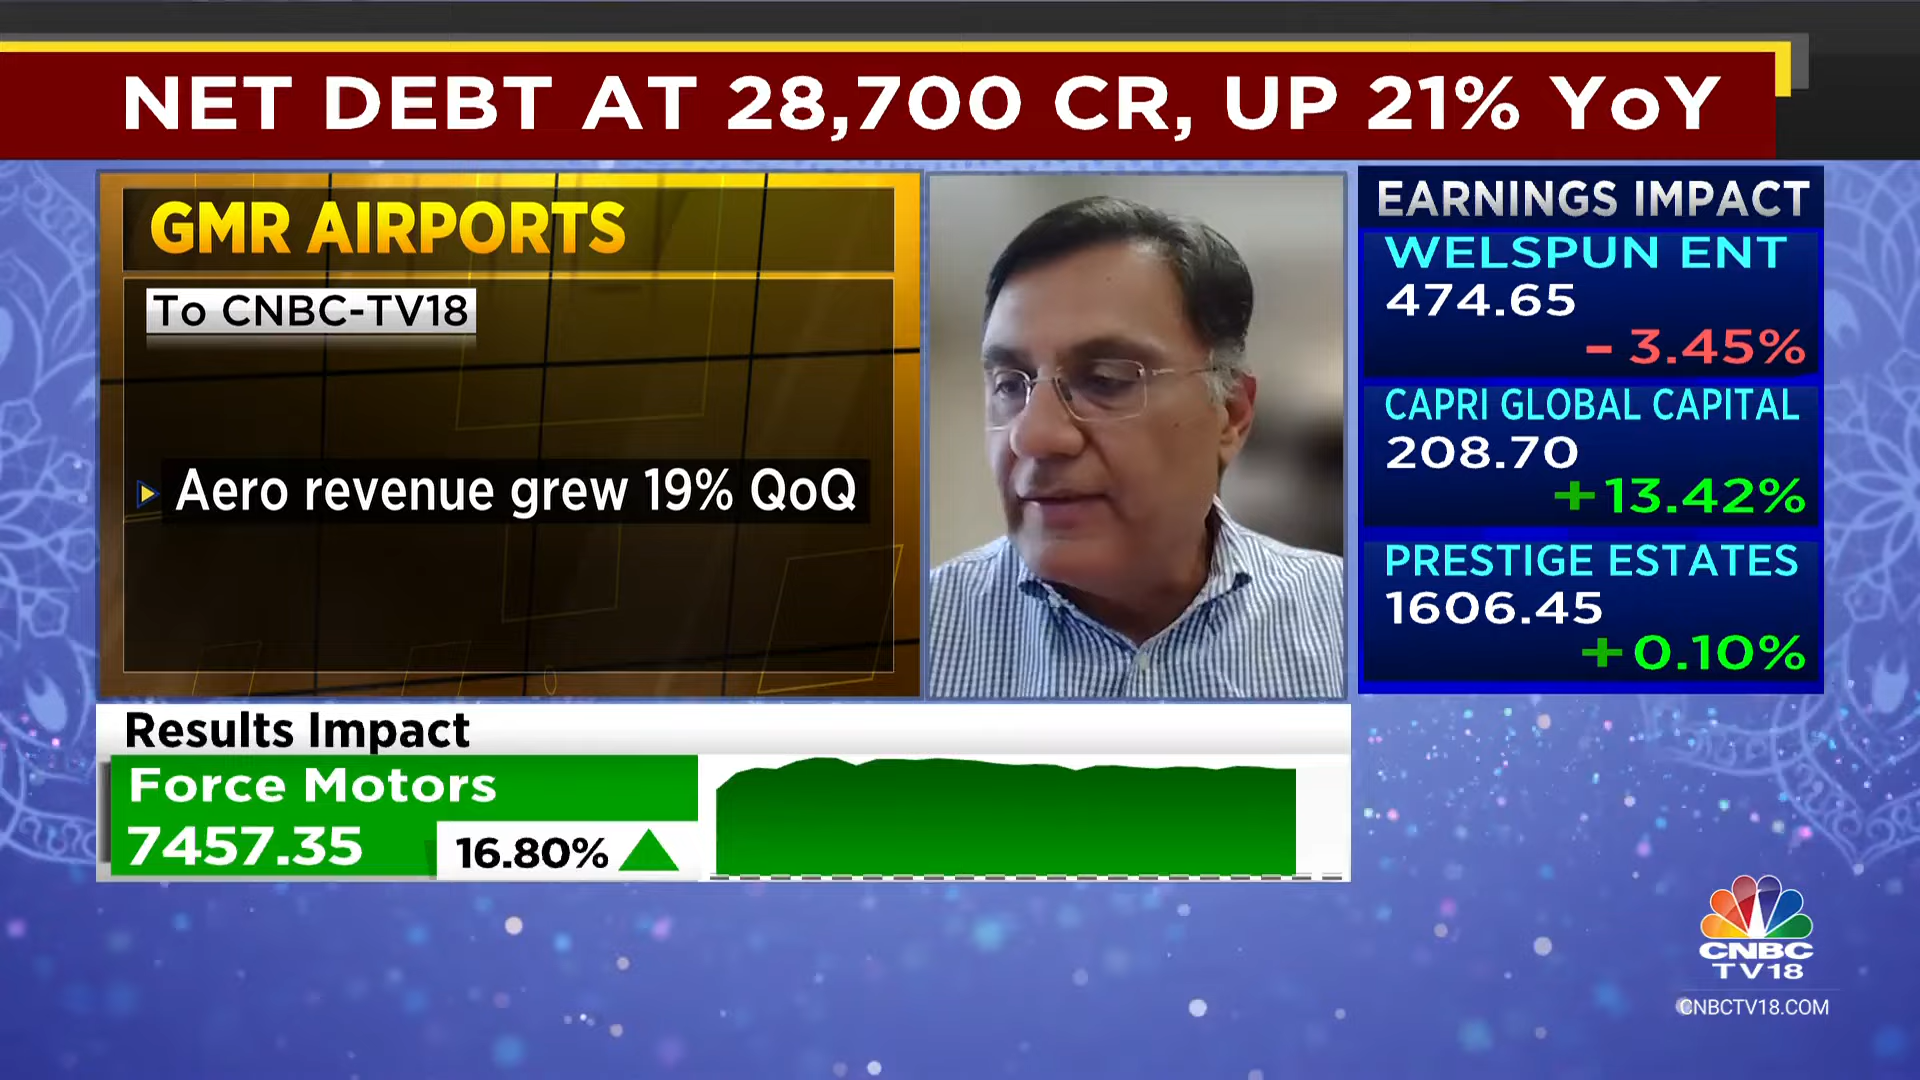 NET DEBT AT 28,700 CR, UP 21% YoY
GMR AIRPORTS
To CNBC-TV18
Aero revenue grew 19% QoQ
EARNINGS IMPACT
WELSPUN ENT
474.65
- 3.45%
CAPRI GLOBAL CAPITAL
208.70
+13.42%
PRESTIGE ESTATES
1606.45
+0.10%
Results Impact
Force Motors
7457.35
16.80%
CNBC
TV18
CNBCTV18.COM